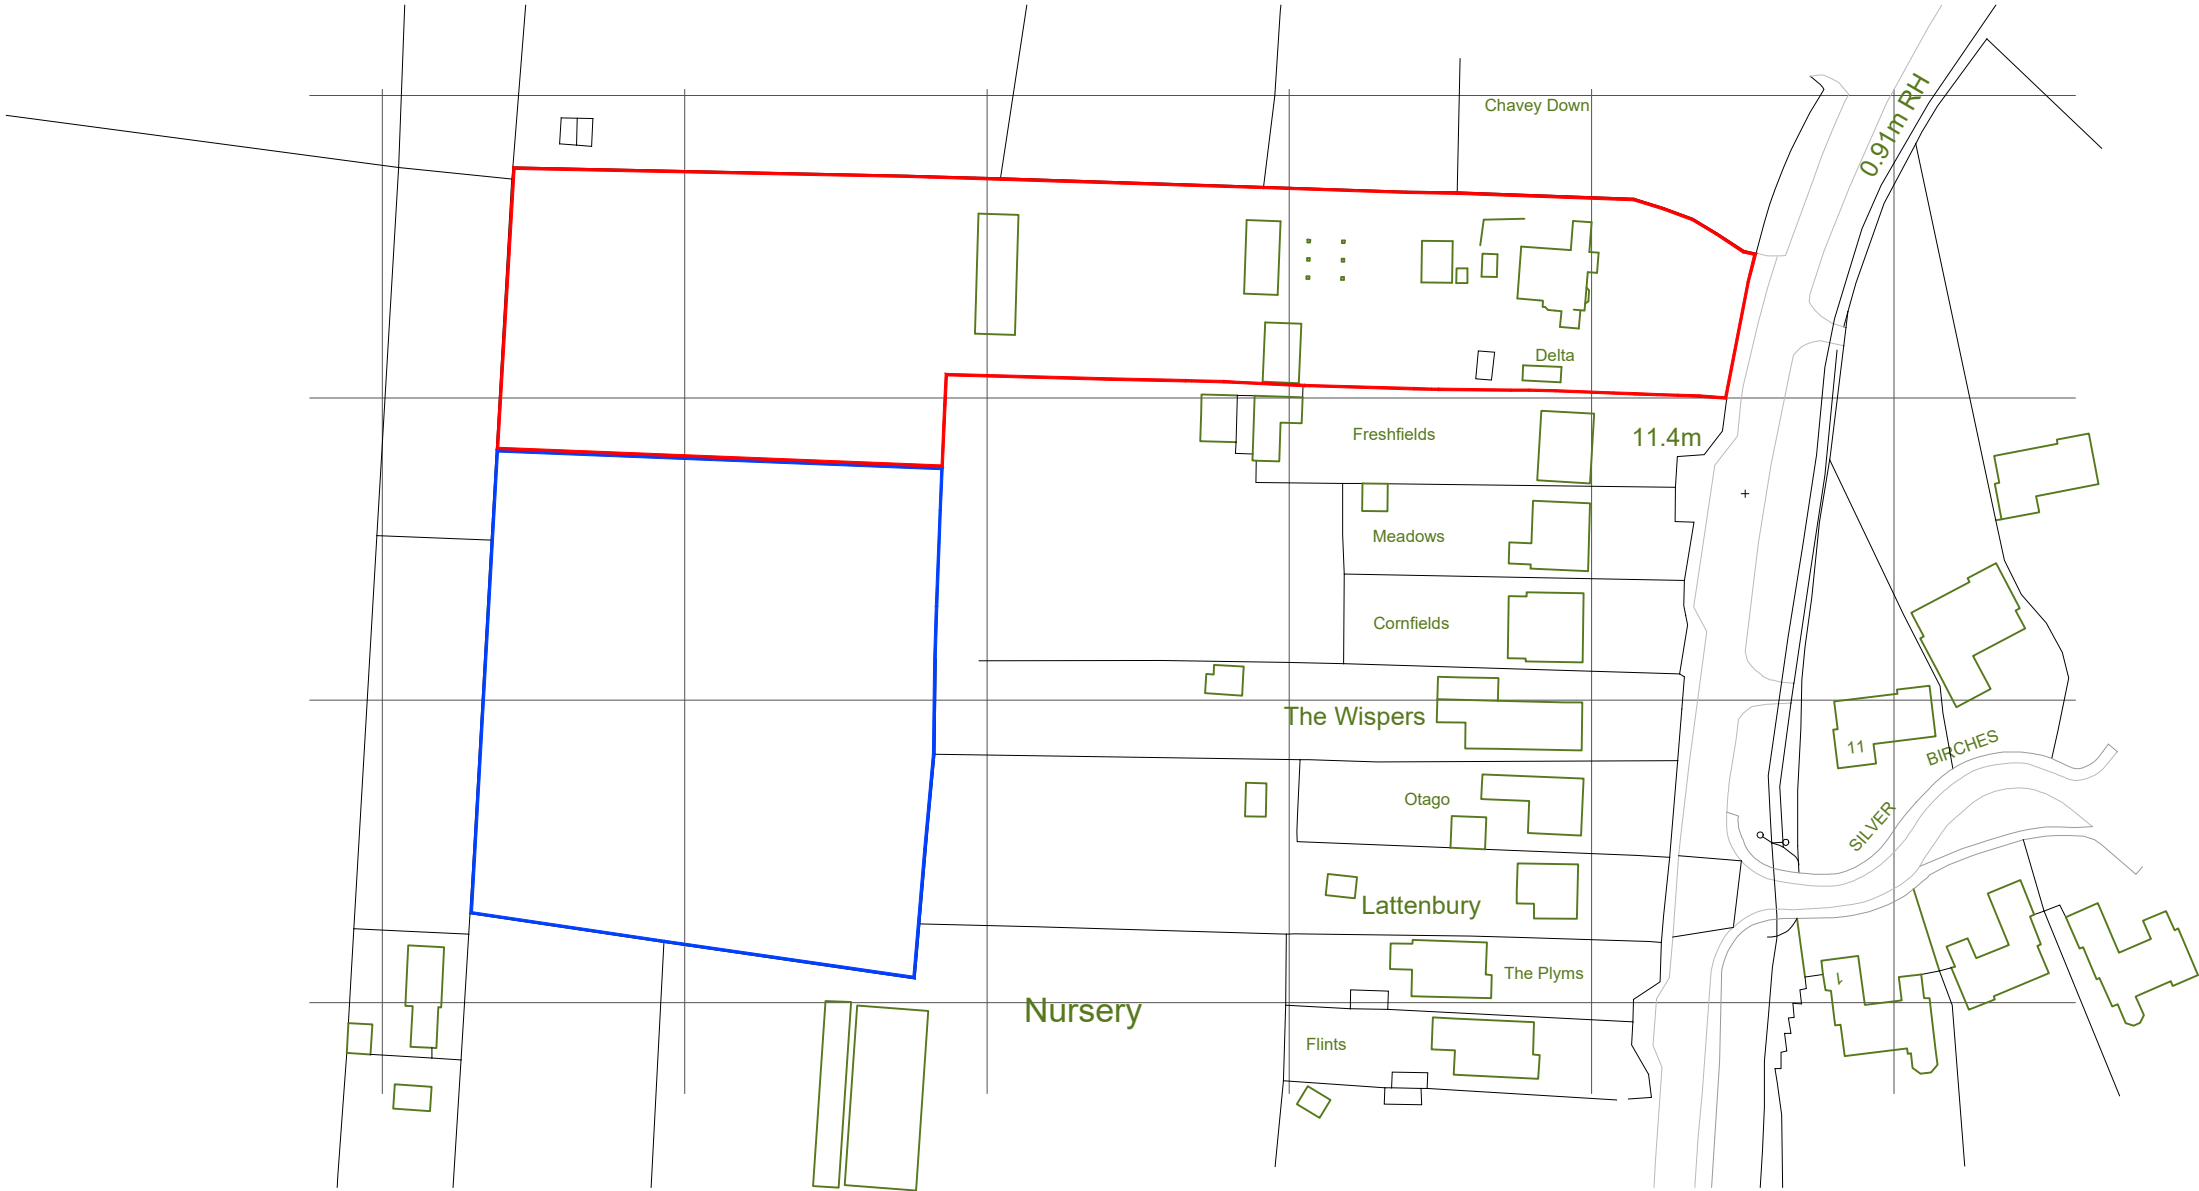 Chavey Down
0.91m RH
Delta
Freshfields
11.4m
Meadows
Cornfields
The Wispers
11
BIRCHES
SILVER
Otago
Lattenbury
The Plyms
1
Nursery
Flints